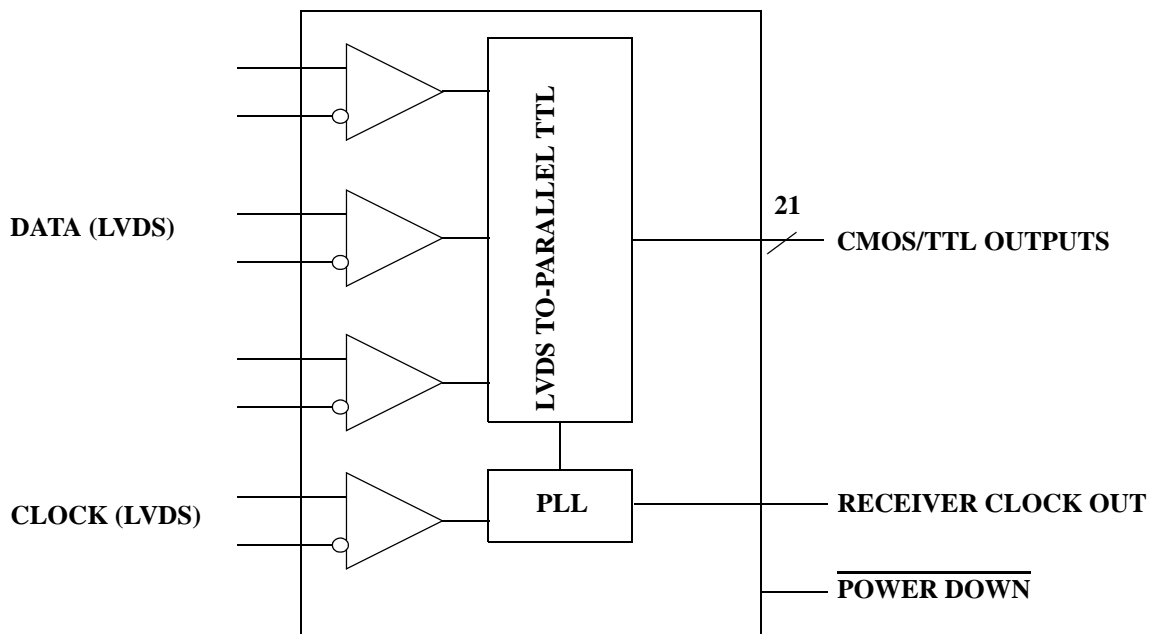 LVDS TO-PARALLEL TTL
21
DATA (LVDS)
CMOS/TTL OUTPUTS
PLL
CLOCK (LVDS)
RECEIVER CLOCK OUT
POWER DOWN